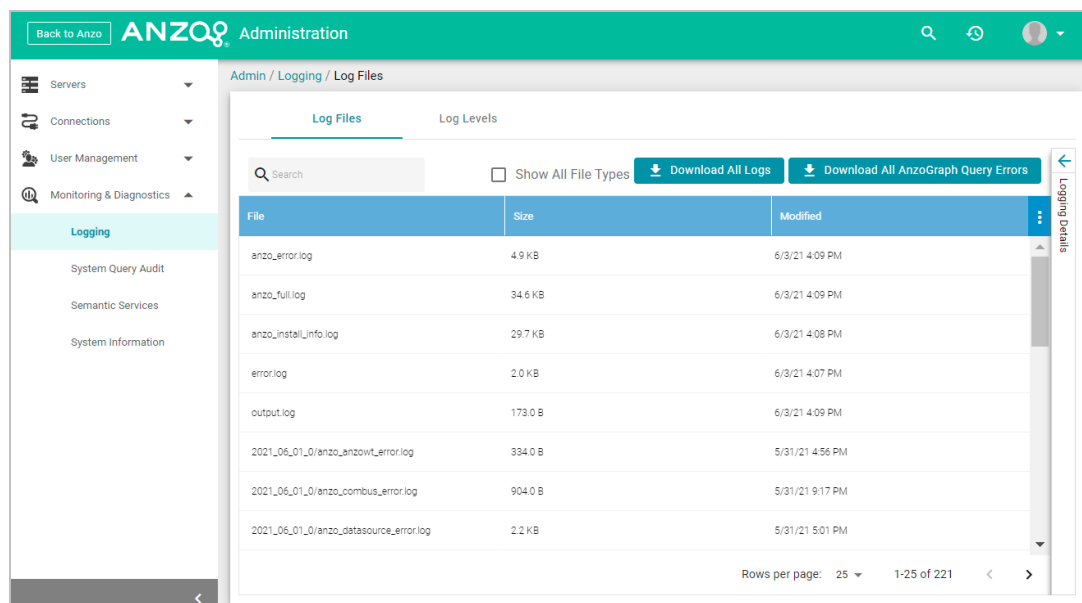 Back to Anzo ANZO® Administration
Servers
Connections
User Management
Monitoring & Diagnostics
Logging
System Query Audit
Semantic Services
System Information
Admin / Logging / Log Files
Log Files Log Levels
Search Show All File Types Download All Logs Download All AnzoGraph Query Errors
Logging Details
File Size Modified
anzo_error.log 4.9 KB 6/3/21 4:09 PM
anzo_full.log 34.6 KB 6/3/21 4:09 PM
anzo_install_info.log 29.7 KB 6/3/21 4:08 PM
error.log 2.0 KB 6/3/21 4:07 PM
output.log 173.0 B 6/3/21 4:09 PM
2021_06_01_0/anzo_anzowt_error.log 334.0 B 5/31/21 4:56 PM
2021_06_01_0/anzo_combus_error.log 904.0 B 5/31/21 9:17 PM
2021_06_01_0/anzo_datasource_error.log 2.2 KB 5/31/21 5:01 PM
Rows per page: 25 1-25 of 221